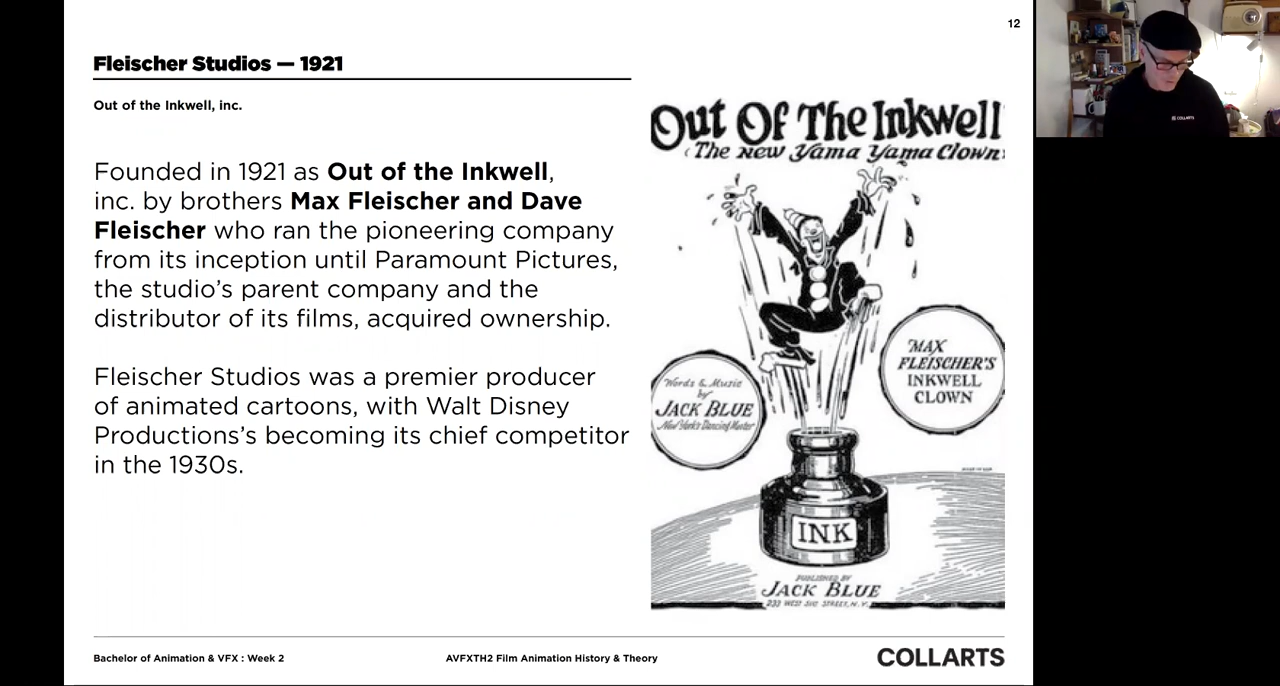 12
Fleischer Studios — 1921
Out of the Inkwell, inc.
Founded in 1921 as Out of the Inkwell,
inc. by brothers Max Fleischer and Dave
Fleischer who ran the pioneering company
from its inception until Paramount Pictures,
the studio’s parent company and the
distributor of its films, acquired ownership.
Fleischer Studios was a premier producer
of animated cartoons, with Walt Disney
Productions’s becoming its chief competitor
in the 1930s.
Out Of The Inkwell
(The New Yama Yama Clown)
MAX
FLEISCHER'S
INKWELL
CLOWN
Words & Music
by
JACK BLUE
New York's Dancing Master
INK
PUBLISHED BY
JACK BLUE
233 WEST 51st STREET, N.Y.
Bachelor of Animation & VFX : Week 2
AVFXTH2 Film Animation History & Theory
COLLARTS
COLLARTS